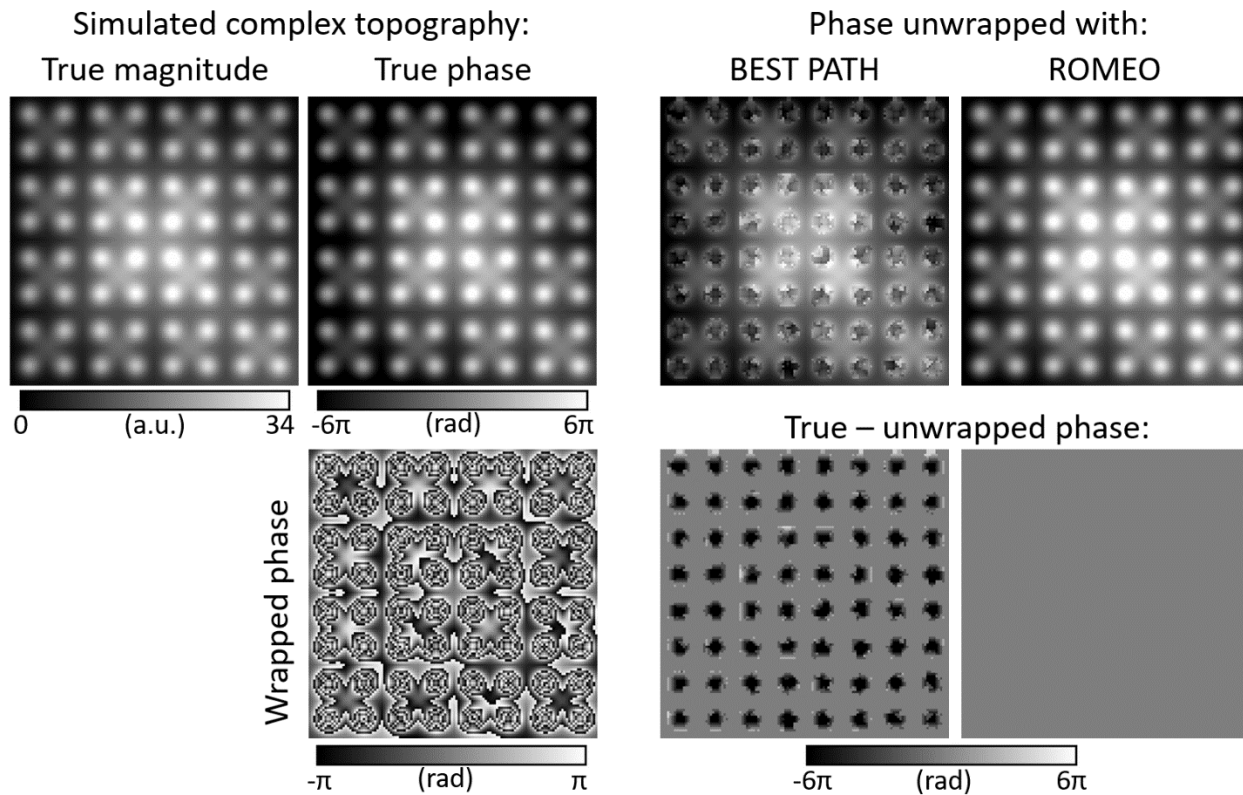 Simulated complex topography:
True magnitude
True phase
0
(a.u.)
34
-6π
(rad)
6π
Wrapped phase
-π
(rad)
π
Phase unwrapped with:
BEST PATH
ROMEO
True – unwrapped phase:
-6π
(rad)
6π